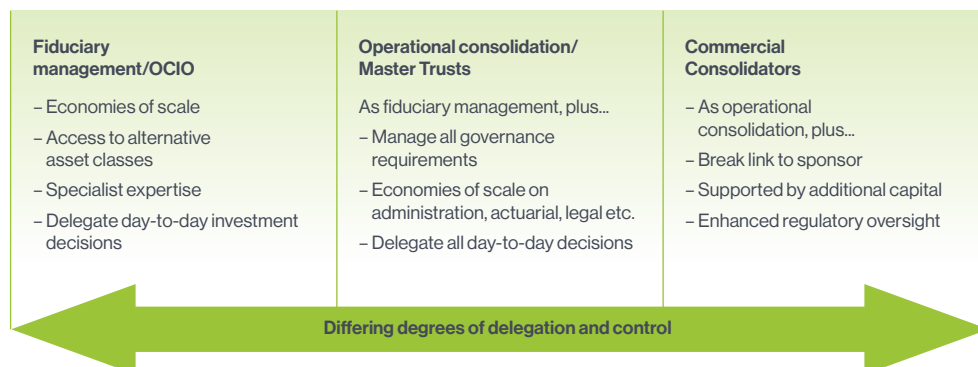 Fiduciary
management/OCIO
– Economies of scale
– Access to alternative
asset classes
– Specialist expertise
– Delegate day-to-day investment
decisions
Operational consolidation/
Master Trusts
As fiduciary management, plus...
– Manage all governance
requirements
– Economies of scale on
administration, actuarial, legal etc.
– Delegate all day-to-day decisions
Commercial
Consolidators
– As operational
consolidation, plus...
– Break link to sponsor
– Supported by additional capital
– Enhanced regulatory oversight
Differing degrees of delegation and control